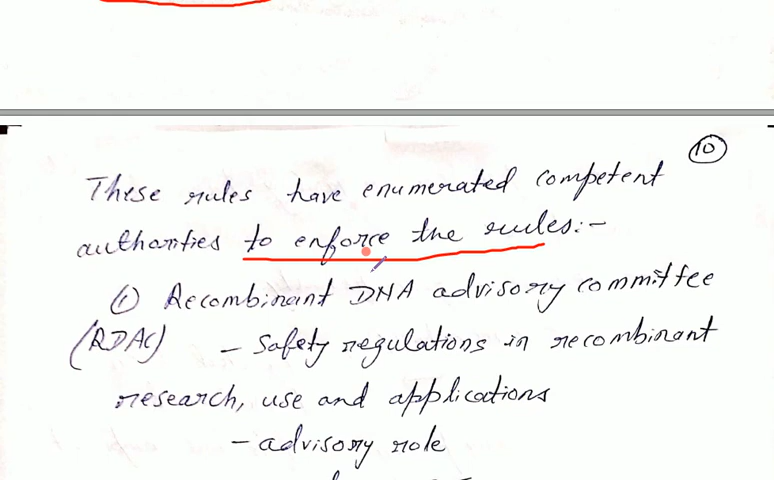 10
These rules have enumerated competent
authorities to enforce the rules:-
① Recombinant DNA advisory committee
(RDAC) - Safety regulations in recombinant
research, use and applications
- advisory role